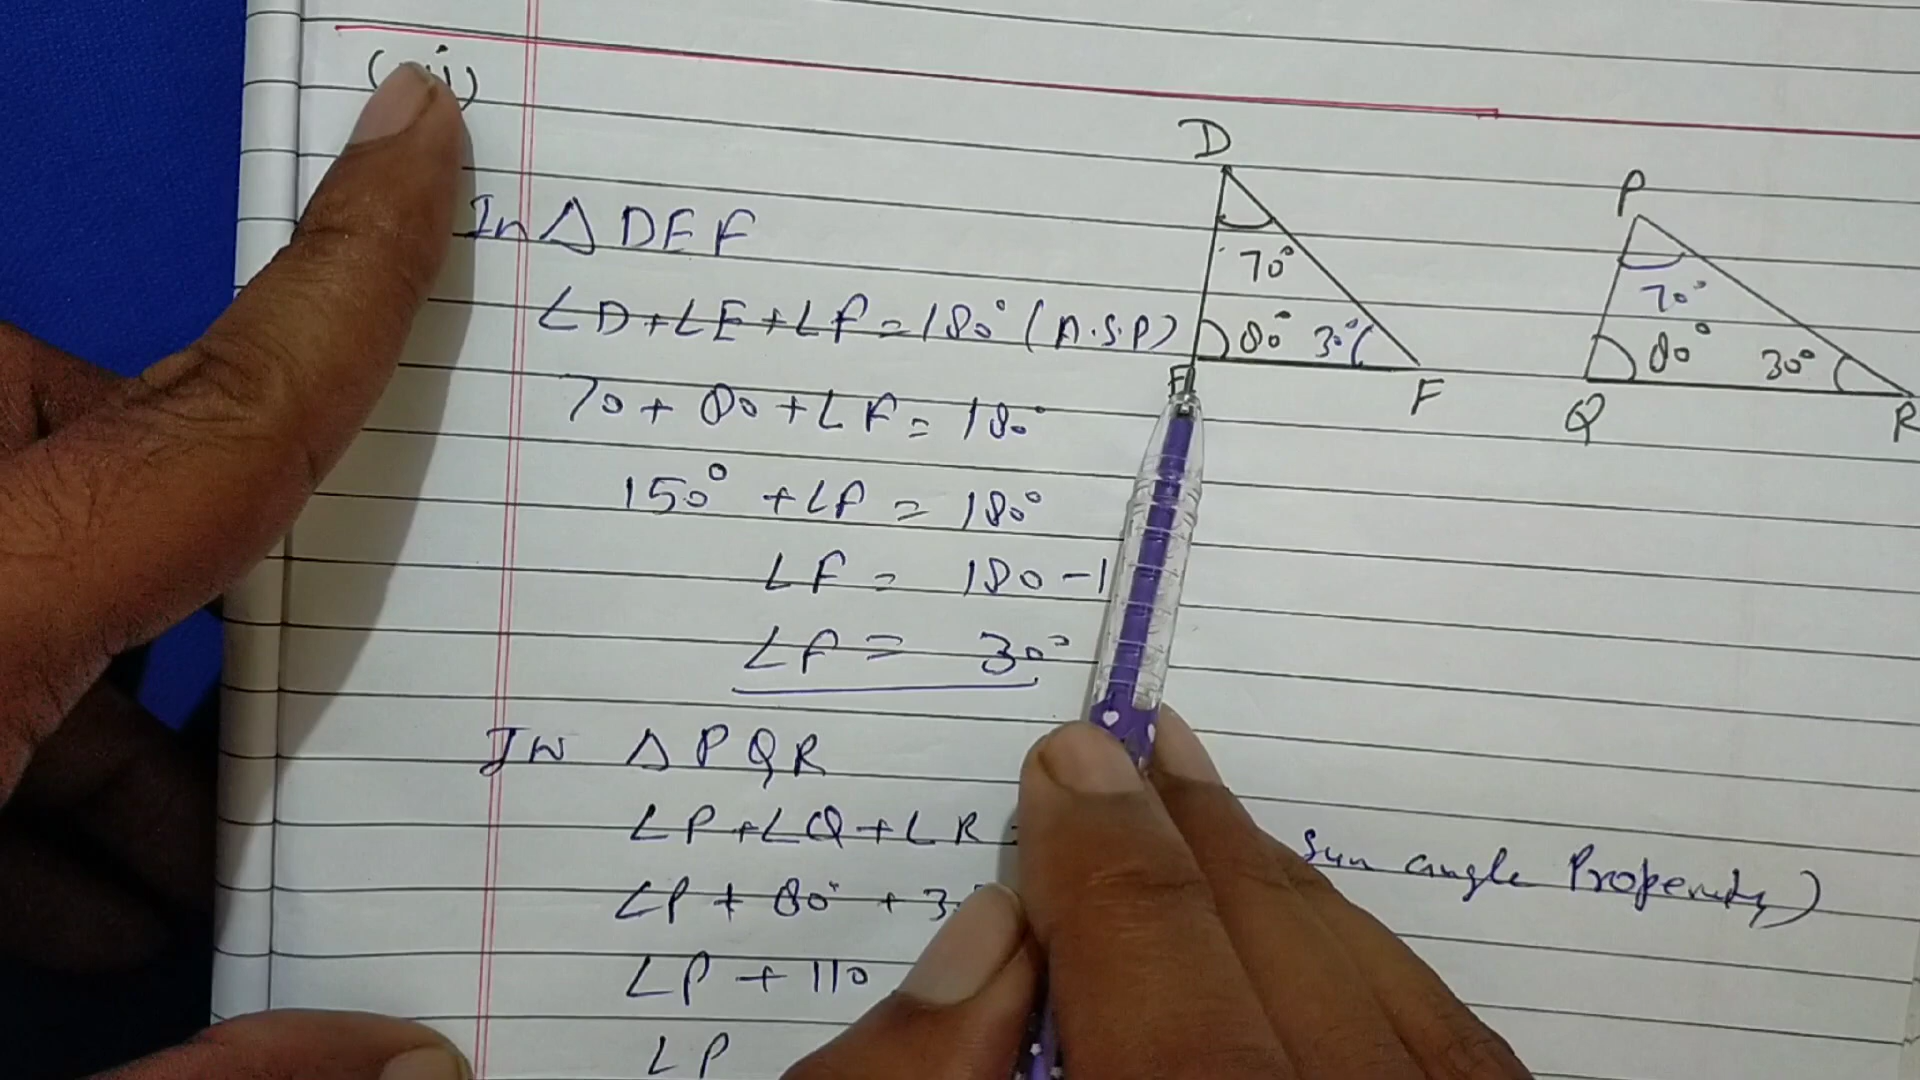 In △ DEF
∠D+∠E+∠F=180° (A.S.P)
70+80+∠F=180°
150° +∠F = 180°
∠F = 180-1
∠F = 30°
IN △ PQR
∠P+∠Q+∠R
Sum angle Property)
∠P + 80° + 3
∠P + 110
∠P
D
70°
80° 30°
E
F
P
70°
80° 30°
Q
R